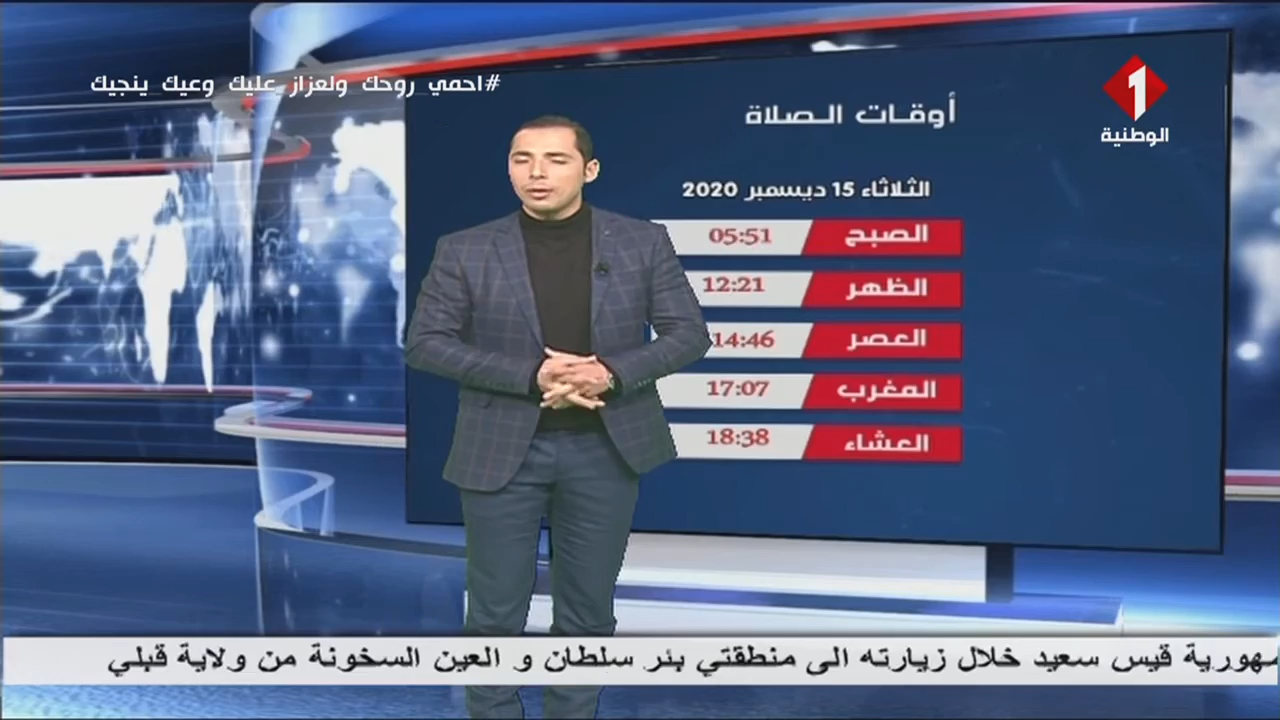 #احمي روحك ولعزاز عليك وعيك ينجيك
1
الوطنية
أوقات الصلاة
الثلاثاء 15 ديسمبر 2020
الصبح 05:51
الظهر 12:21
العصر 14:46
المغرب 17:07
العشاء 18:38
قيس سعيد خلال زيارته الى منطقتي بئر سلطان و العين السخونة من ولاية قبلي